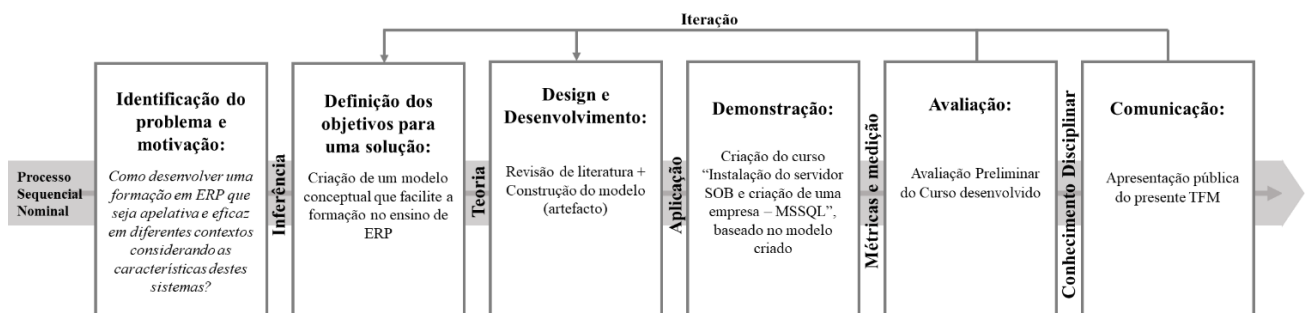 Iteração
Processo
Sequencial
Nominal
Identificação do
problema e
motivação:
Como desenvolver uma
formação em ERP que
seja apelativa e eficaz
em diferentes contextos
considerando as
características destes
sistemas?
Inferência
Definição dos
objetivos para
uma solução:
Criação de um modelo
conceptual que facilite a
formação no ensino de
ERP
Teoria
Design e
Desenvolvimento:
Revisão de literatura +
Construção do modelo
(artefacto)
Aplicação
Demonstração:
Criação do curso
“Instalação do servidor
SOB e criação de uma
empresa – MSSQL”,
baseado no modelo
criado
Métricas e medição
Avaliação:
Avaliação Preliminar
do Curso desenvolvido
Conhecimento Disciplinar
Comunicação:
Apresentação pública
do presente TFM